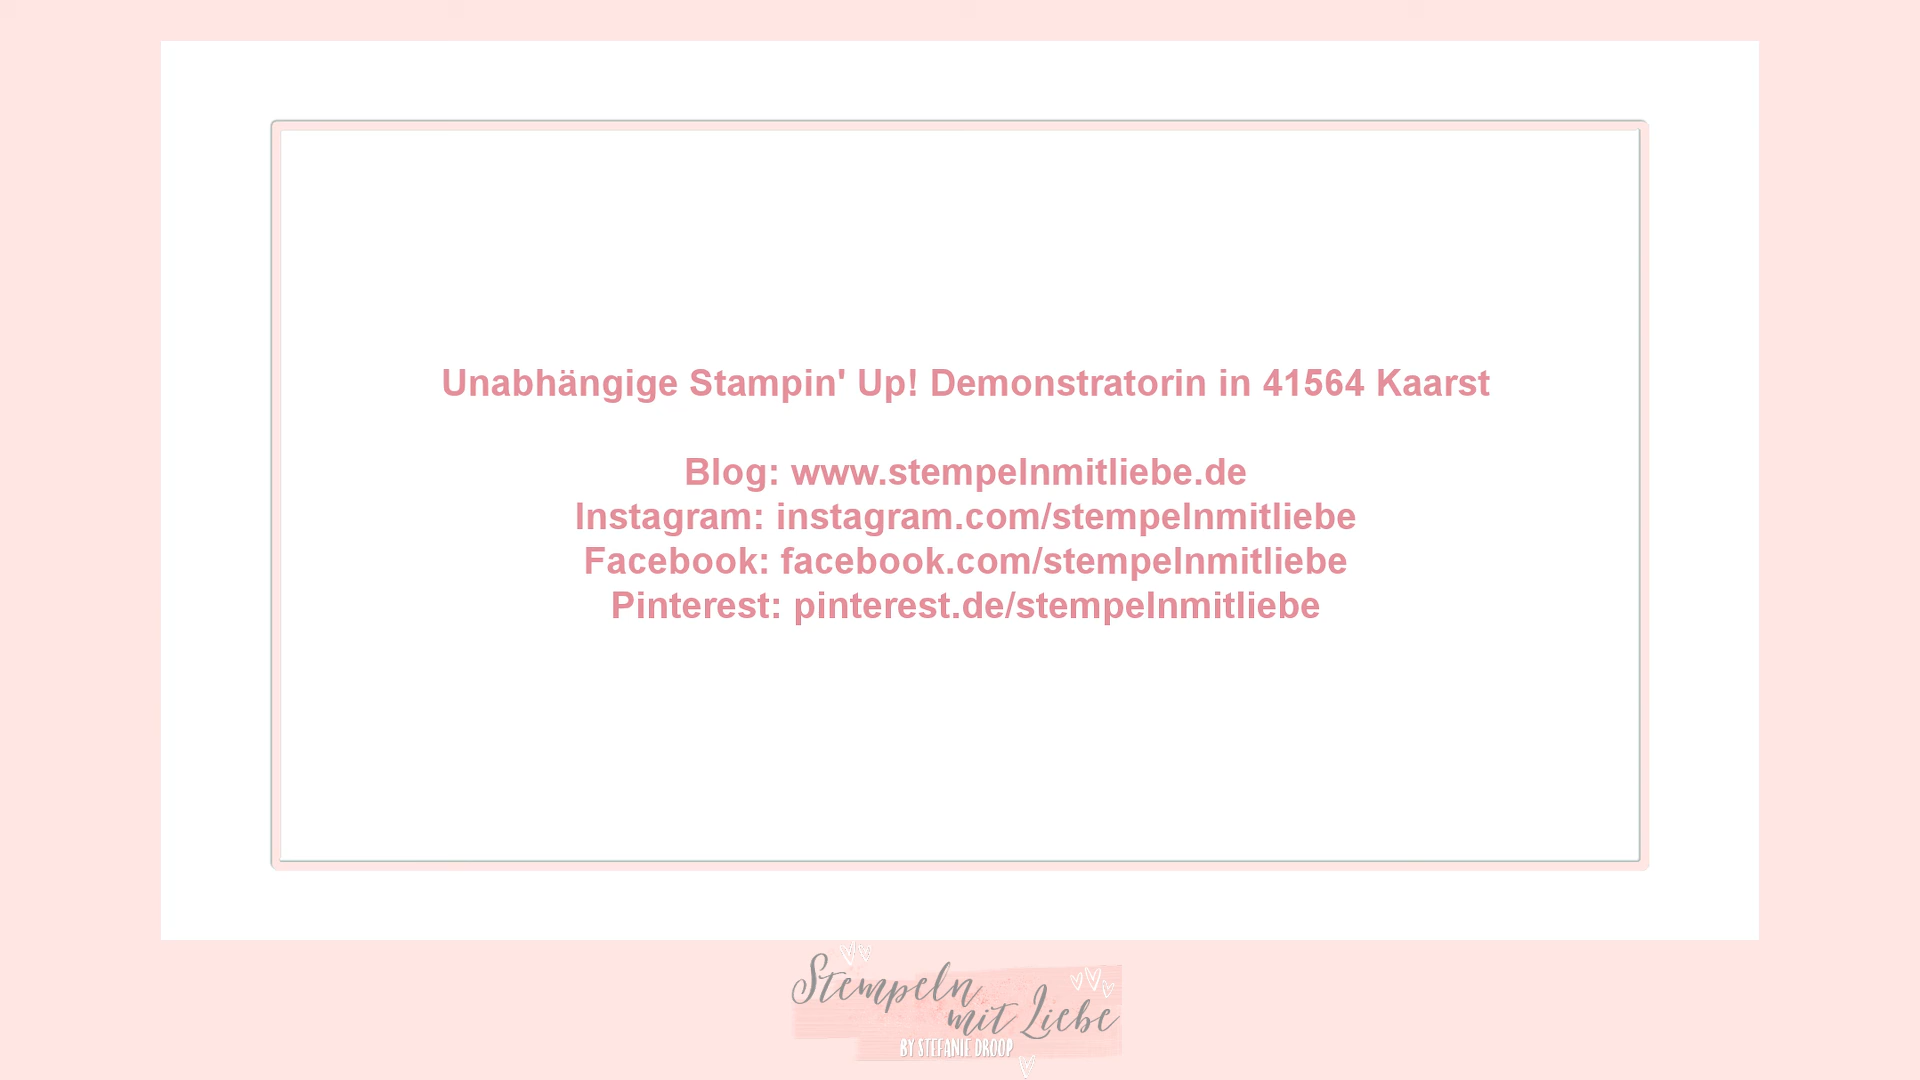 Unabhängige Stampin' Up! Demonstratorin in 41564 Kaarst
Blog: www.stempelnmitliebe.de
Instagram: instagram.com/stempelnmitliebe
Facebook: facebook.com/stempelnmitliebe
Pinterest: pinterest.de/stempelnmitliebe
Stempeln
mit Liebe
BY STEFANIE DROOP